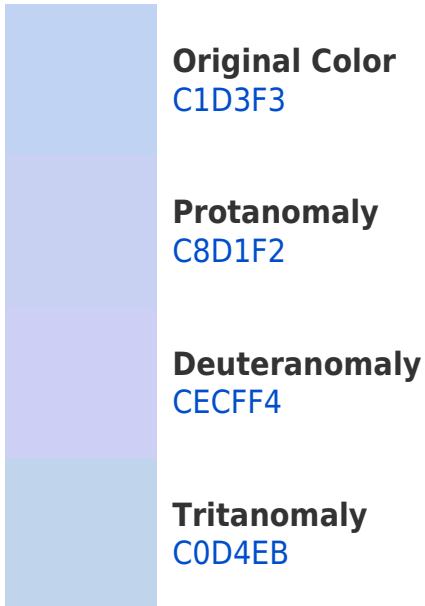 Original Color
C1D3F3
Protanomaly
C8D1F2
Deuteranomaly
CECFF4
Tritanomaly
C0D4EB